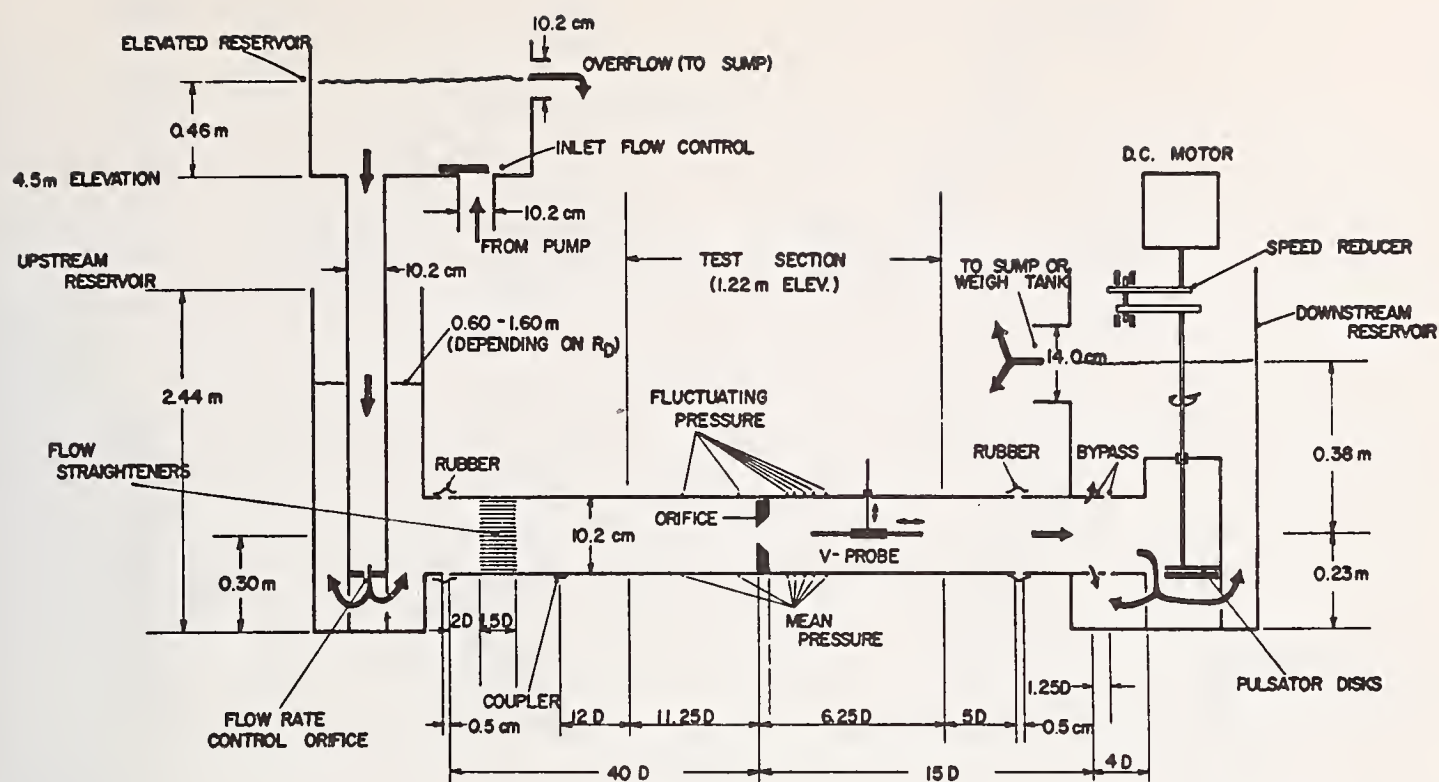 10.2 cm
ELEVATED RESERVOIR
OVERFLOW (TO SUMP)
0.46 m
INLET FLOW CONTROL
D.C. MOTOR
4.5m ELEVATION
10.2 cm
FROM PUMP
SPEED REDUCER
UPSTREAM
RESERVOIR
10.2 cm
TEST SECTION
(1.22 m ELEV.)
TO SUMP OR
WEIGH TANK
0.60 - 1.60 m
(DEPENDING ON RD)
DOWNSTREAM
RESERVOIR
14.0 cm
2.44 m
FLUCTUATING
PRESSURE
FLOW
STRAIGHTENERS
RUBBER
RUBBER
BYPASS
0.38 m
ORIFICE
10.2 cm
V-PROBE
0.30 m
0.23 m
2D
1.5D
MEAN
PRESSURE
COUPLER
1.25D
PULSATOR DISKS
FLOW RATE
CONTROL ORIFICE
0.5 cm
12 D
11.25 D
6.25D
5D
0.5 cm
40 D
15 D
4 D